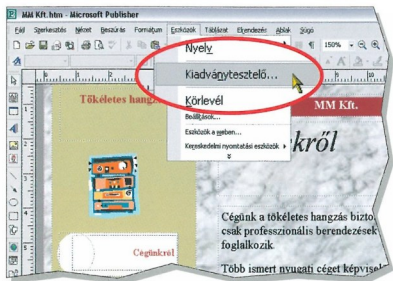 MM Kft.htm - Microsoft Publisher
Fájl Szerkesztés Nézet Beszúrás Formátum Eszközök Táblázat Elrendezés Ablak Súgó
150%
Nyelv
Kiadványtesztelő...
Körlevél
Beállítások...
Eszközök a weben...
Kereskedelmi nyomtatási eszközök
Tökéletes hangzás
MM Kft.
kről
Cégünk a tökéletes hangzás bizto
csak professzionális berendezések
foglalkozik
Több ismert nyugati céget képvisel
Cégünkről